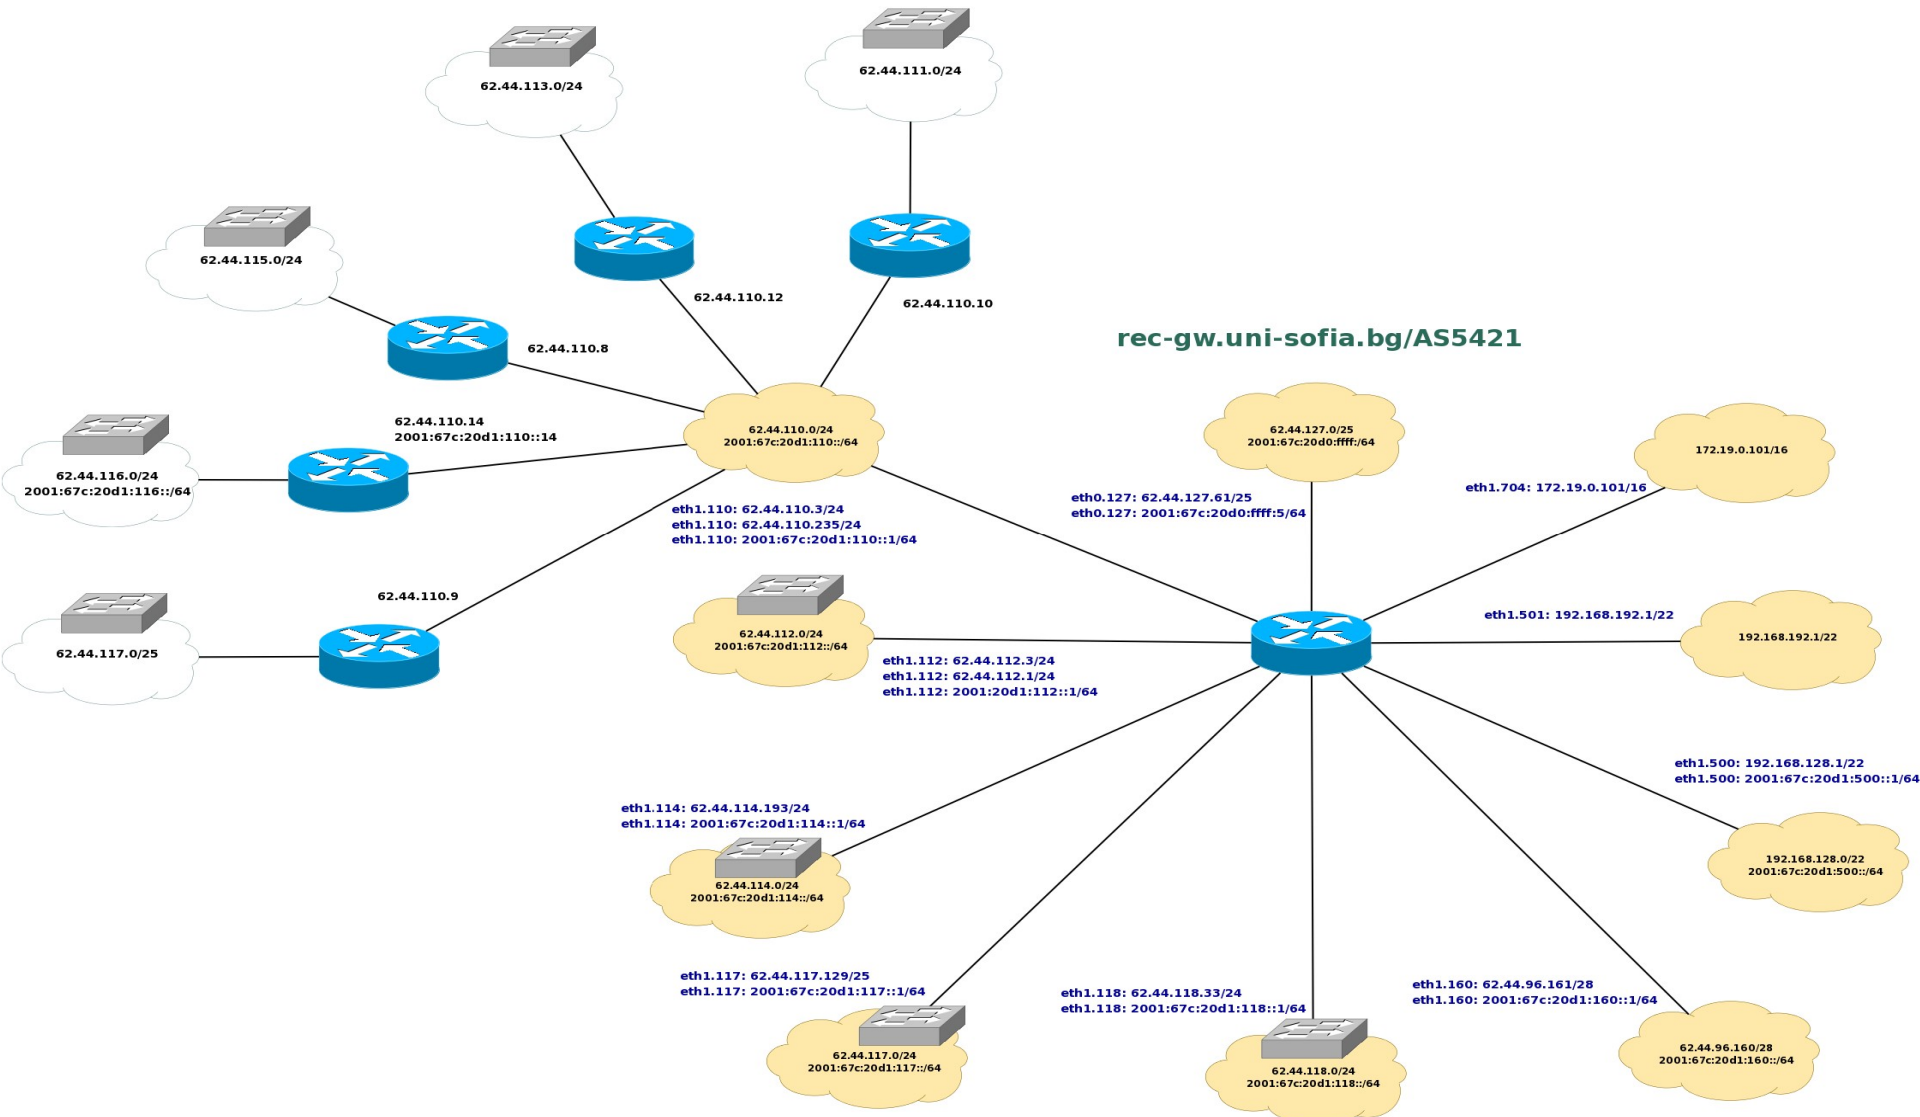 62.44.111.0/24
62.44.113.0/24
62.44.115.0/24
62.44.110.12
62.44.110.10
rec-gw.uni-sofia.bg/AS5421
62.44.110.8
62.44.110.14
2001:67c:20d1:110::14
62.44.110.0/24
2001:67c:20d1:110::/64
62.44.127.0/25
2001:67c:20d0:ffff:/64
172.19.0.101/16
62.44.116.0/24
2001:67c:20d1:116::/64
eth1.704: 172.19.0.101/16
eth0.127: 62.44.127.61/25
eth0.127: 2001:67c:20d0:ffff:5/64
eth1.110: 62.44.110.3/24
eth1.110: 62.44.110.235/24
eth1.110: 2001:67c:20d1:110::1/64
62.44.110.9
62.44.117.0/25
62.44.112.0/24
2001:67c:20d1:112::/64
eth1.501: 192.168.192.1/22
192.168.192.1/22
eth1.112: 62.44.112.3/24
eth1.112: 62.44.112.1/24
eth1.112: 2001:20d1:112::1/64
eth1.500: 192.168.128.1/22
eth1.500: 2001:67c:20d1:500::1/64
eth1.114: 62.44.114.193/24
eth1.114: 2001:67c:20d1:114::1/64
192.168.128.0/22
2001:67c:20d1:500::/64
62.44.114.0/24
2001:67c:20d1:114::/64
eth1.117: 62.44.117.129/25
eth1.117: 2001:67c:20d1:117::1/64
eth1.118: 62.44.118.33/24
eth1.118: 2001:67c:20d1:118::1/64
eth1.160: 62.44.96.161/28
eth1.160: 2001:67c:20d1:160::1/64
62.44.117.0/24
2001:67c:20d1:117::/64
62.44.118.0/24
2001:67c:20d1:118::/64
62.44.96.160/28
2001:67c:20d1:160::/64